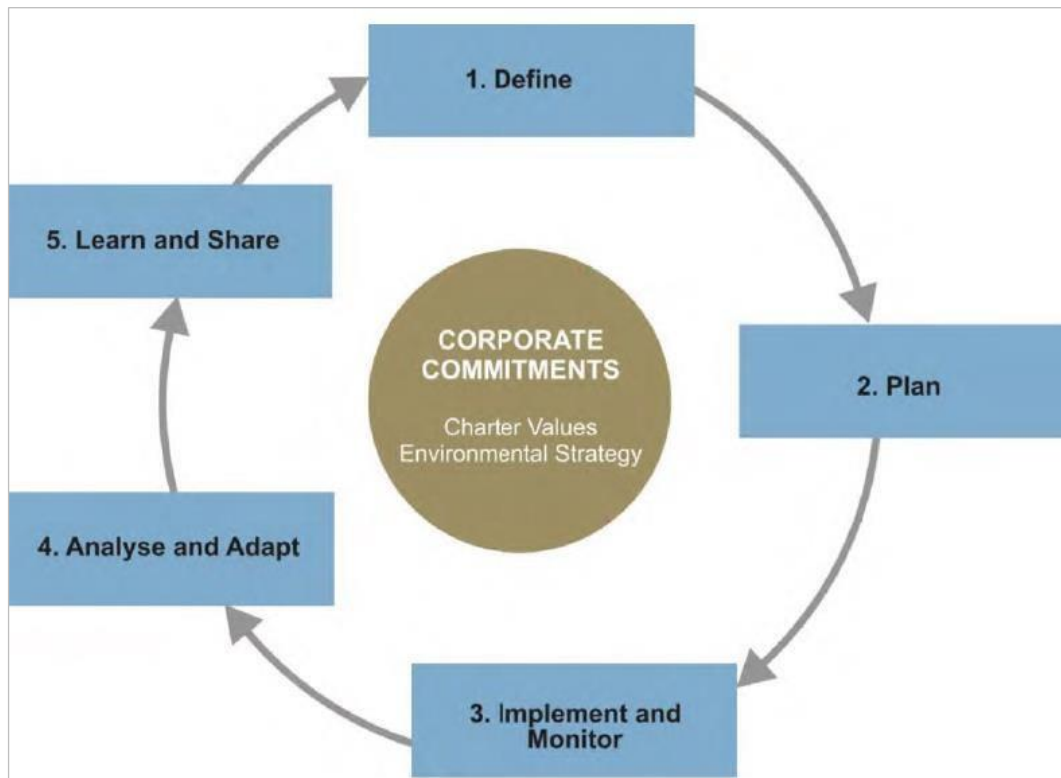 1. Define
2. Plan
3. Implement and
Monitor
4. Analyse and Adapt
5. Learn and Share
CORPORATE
COMMITMENTS
Charter Values
Environmental Strategy